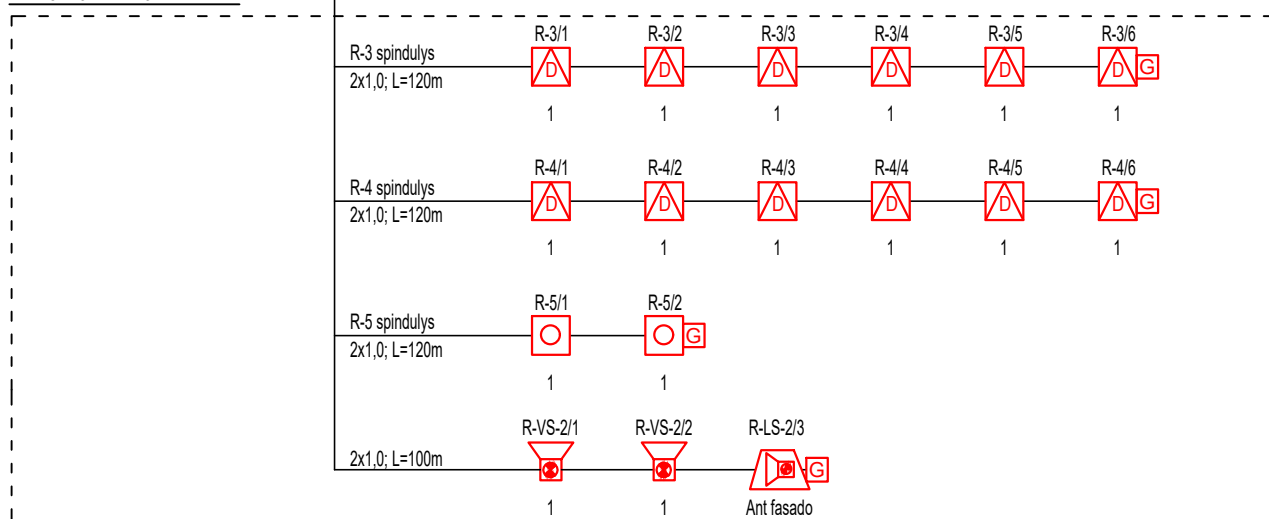 R-3/1 R-3/2 R-3/3 R-3/4 R-3/5 R-3/6
R-3 spindulys
D D D D D D G
2x1,0; L=120m
1 1 1 1 1 1
R-4/1 R-4/2 R-4/3 R-4/4 R-4/5 R-4/6
R-4 spindulys
D D D D D D G
2x1,0; L=120m
1 1 1 1 1 1
R-5/1 R-5/2
R-5 spindulys
G
2x1,0; L=120m
1 1
R-VS-2/1 R-VS-2/2 R-LS-2/3
2x1,0; L=100m
G
1 1 Ant fasado